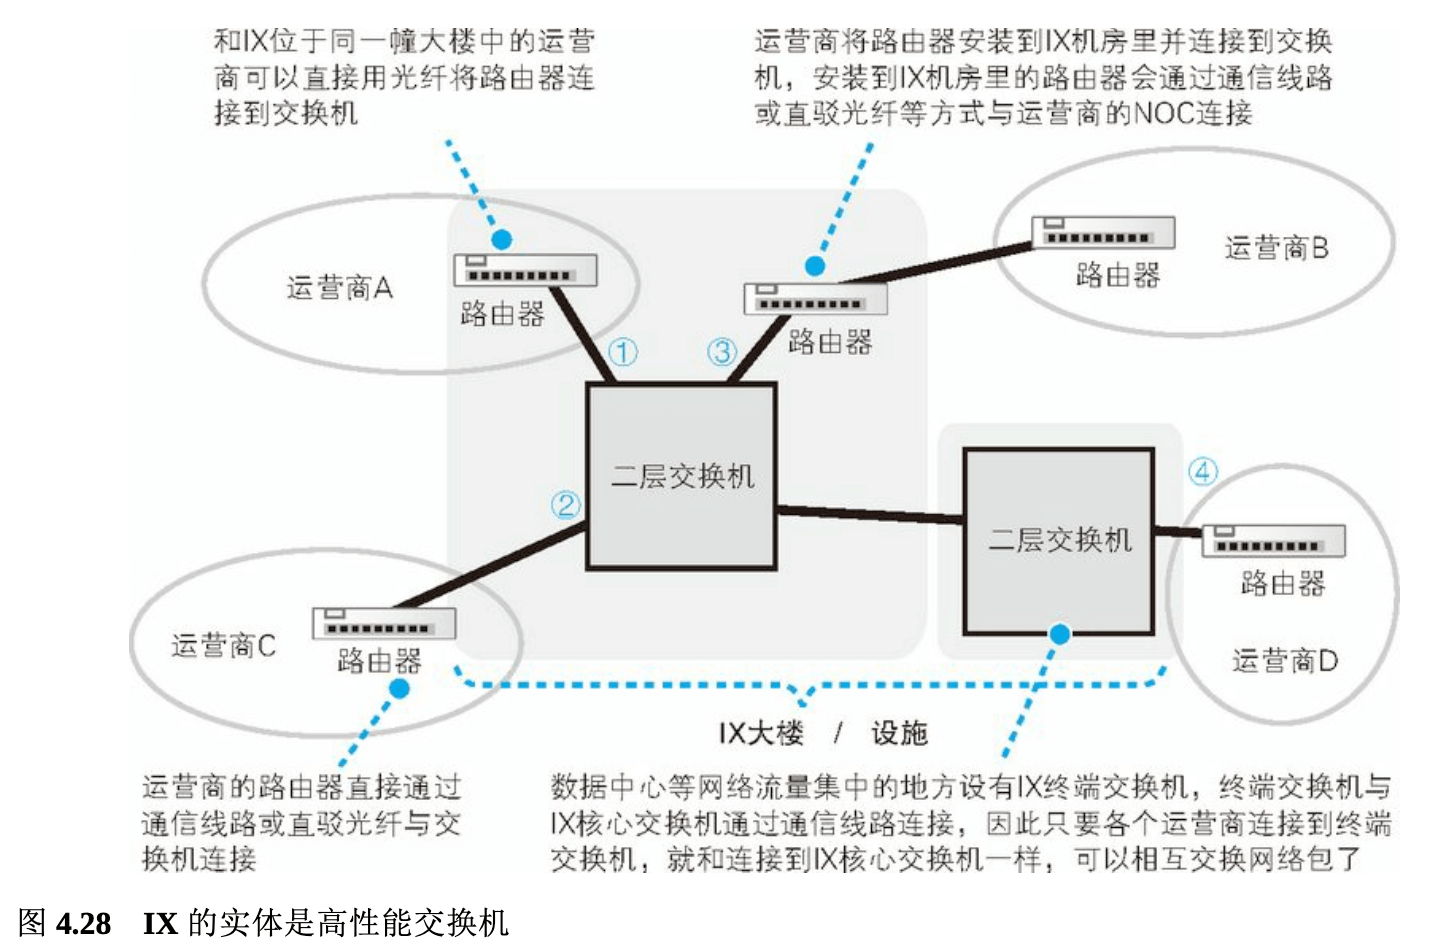 和IX位于同一幢大楼中的运营
商可以直接用光纤将路由器连
接到交换机
运营商将路由器安装到IX机房里并连接到交换
机，安装到IX机房里的路由器会通过通信线路
或直驳光纤等方式与运营商的NOC连接
运营商A
路由器
路由器
路由器
运营商B
①
③
二层交换机
②
④
二层交换机
路由器
运营商D
运营商C
路由器
IX大楼 / 设施
运营商的路由器直接通过
通信线路或直驳光纤与交
换机连接
数据中心等网络流量集中的地方设有IX终端交换机，终端交换机与
IX核心交换机通过通信线路连接，因此只要各个运营商连接到终端
交换机，就和连接到IX核心交换机一样，可以相互交换网络包了
图 4.28 IX 的实体是高性能交换机